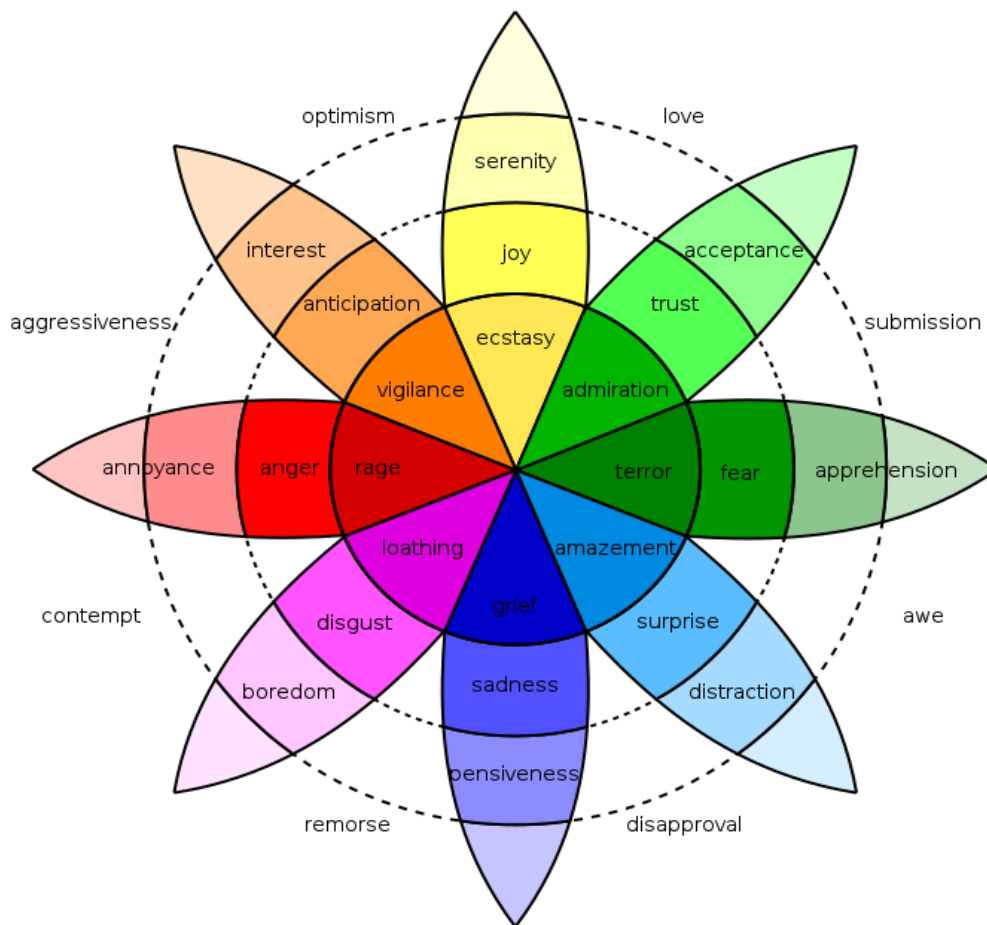 optimism
love
serenity
interest
joy
acceptance
anticipation
trust
aggressiveness
submission
ecstasy
vigilance
admiration
annoyance
anger
rage
terror
fear
apprehension
loathing
amazement
contempt
disgust
grief
surprise
awe
boredom
sadness
distraction
pensiveness
remorse
disapproval